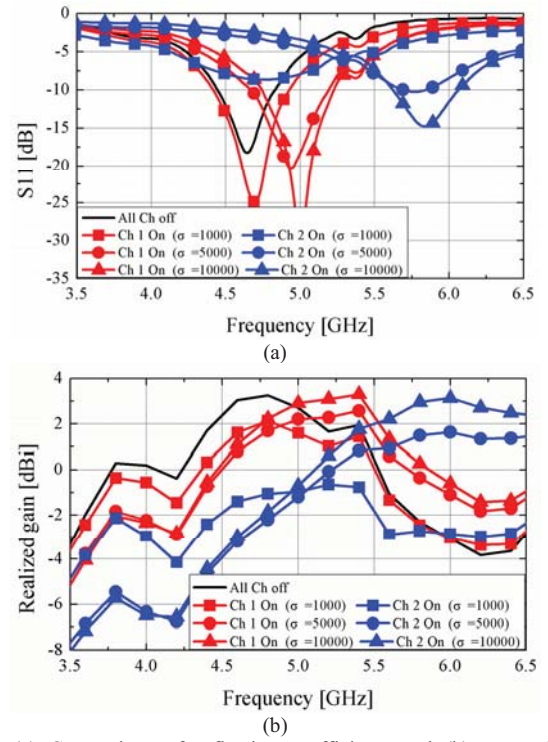 0
-5
-10
-15
-20
-25
-30
-35
S11 [dB]
All Ch off
Ch 1 On (σ =1000)
Ch 2 On (σ =1000)
Ch 1 On (σ =5000)
Ch 2 On (σ =5000)
Ch 1 On (σ =10000)
Ch 2 On (σ =10000)
3.5 4.0 4.5 5.0 5.5 6.0 6.5
Frequency [GHz]
(a)
4
2
0
-2
-4
-6
-8
Realized gain [dBi]
All Ch off
Ch 1 On (σ =1000)
Ch 2 On (σ =1000)
Ch 1 On (σ =5000)
Ch 2 On (σ =5000)
Ch 1 On (σ =10000)
Ch 2 On (σ =10000)
3.5 4.0 4.5 5.0 5.5 6.0 6.5
Frequency [GHz]
(b)